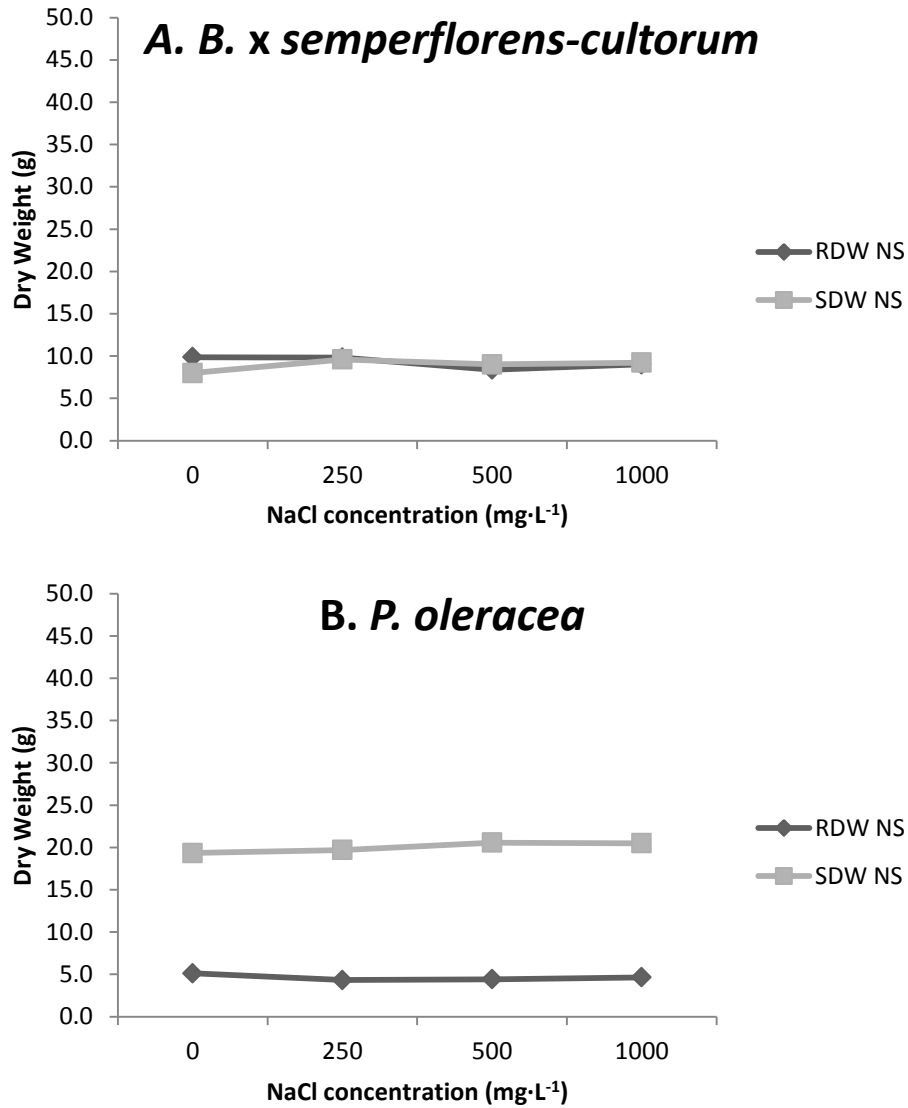 A. B. x semperflorens-cultorum
50.0
45.0
40.0
35.0
30.0
25.0
20.0
15.0
10.0
5.0
0.0
Dry Weight (g)
0 250 500 1000
NaCl concentration (mg·L⁻¹)
RDW NS
SDW NS
B. P. oleracea
50.0
45.0
40.0
35.0
30.0
25.0
20.0
15.0
10.0
5.0
0.0
Dry Weight (g)
0 250 500 1000
NaCl concentration (mg·L⁻¹)
RDW NS
SDW NS